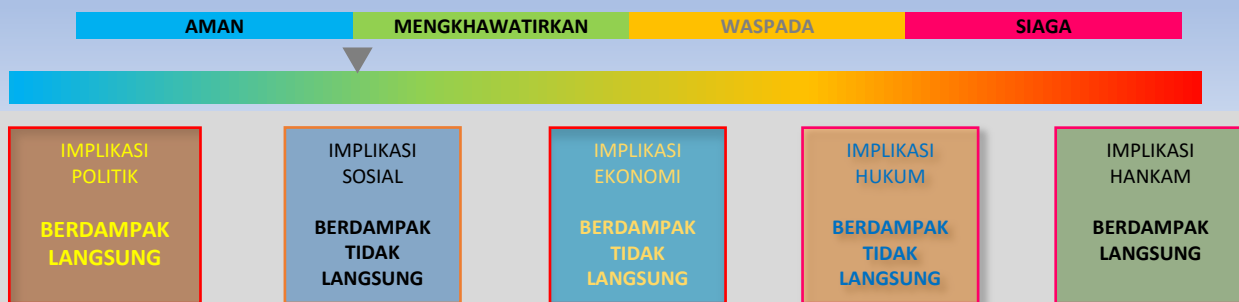 AMAN
MENGKHAWATIRKAN
WASPADA
SIAGA
IMPLIKASI
POLITIK
BERDAMPAK
LANGSUNG
IMPLIKASI
SOSIAL
BERDAMPAK
TIDAK
LANGSUNG
IMPLIKASI
EKONOMI
BERDAMPAK
TIDAK
LANGSUNG
IMPLIKASI
HUKUM
BERDAMPAK
TIDAK
LANGSUNG
IMPLIKASI
HANKAM
BERDAMPAK
LANGSUNG